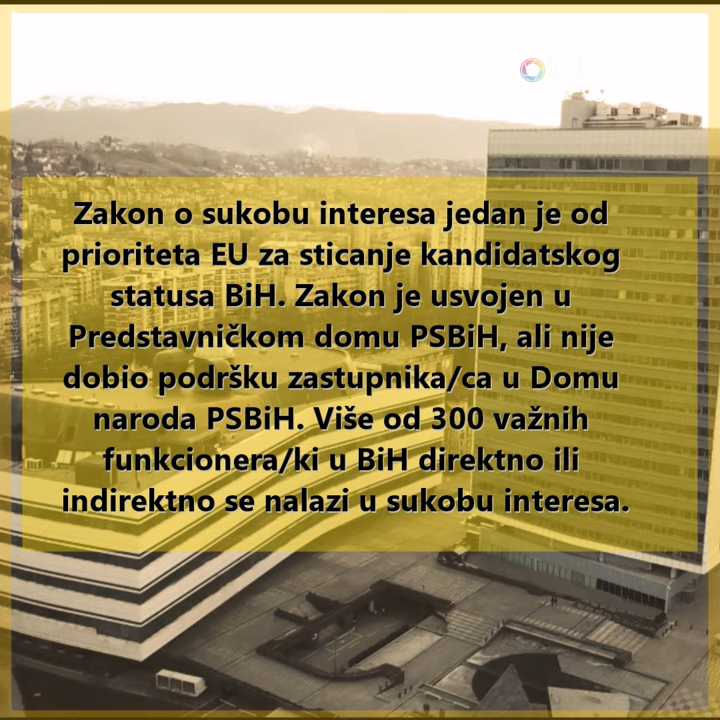 Zakon o sukobu interesa jedan je od
prioriteta EU za sticanje kandidatskog
statusa BiH. Zakon je usvojen u
Predstavničkom domu PSBiH, ali nije
dobio podršku zastupnika/ca u Domu
naroda PSBiH. Više od 300 važnih
funkcionera/ki u BiH direktno ili
indirektno se nalazi u sukobu interesa.